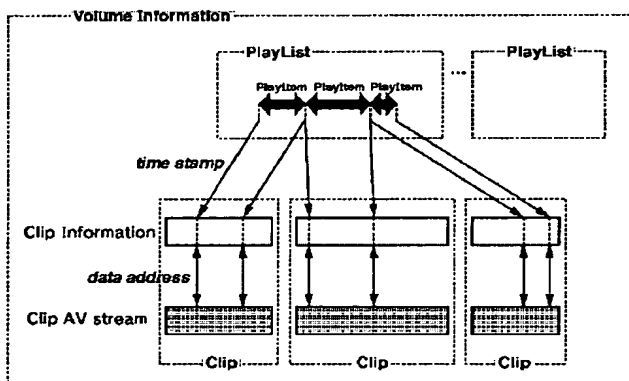 Volume Information
PlayList
...
PlayList
PlayItem PlayItem PlayItem
time stamp
Clip Information
data address
Clip AV stream
Clip Clip Clip